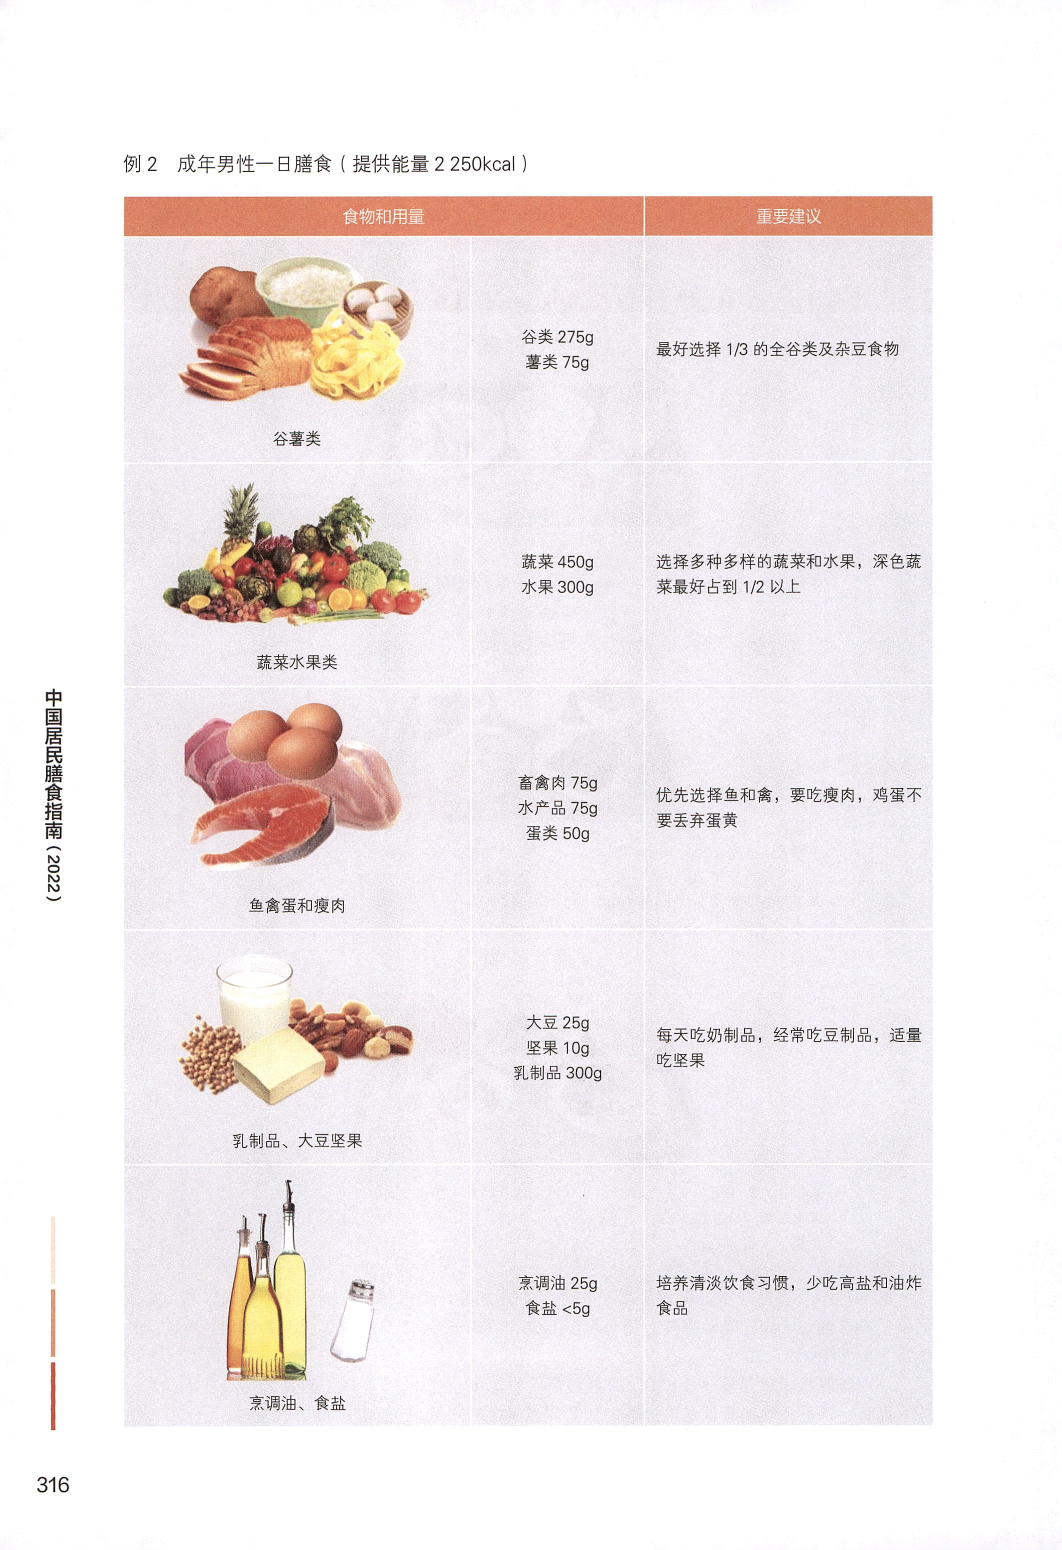 例 2 成年男性一日膳食（提供能量 2 250kcal）
食物和用量
重要建议
谷类 275g
薯类 75g
最好选择 1/3 的全谷类及杂豆食物
谷薯类
蔬菜 450g
水果 300g
选择多种多样的蔬菜和水果，深色蔬
菜最好占到 1/2 以上
蔬菜水果类
畜禽肉 75g
水产品 75g
蛋类 50g
优先选择鱼和禽，要吃瘦肉，鸡蛋不
要丢弃蛋黄
鱼禽蛋和瘦肉
大豆 25g
坚果 10g
乳制品 300g
每天吃奶制品，经常吃豆制品，适量
吃坚果
乳制品、大豆坚果
烹调油 25g
食盐 <5g
培养清淡饮食习惯，少吃高盐和油炸
食品
烹调油、食盐
中国居民膳食指南（2022）
316